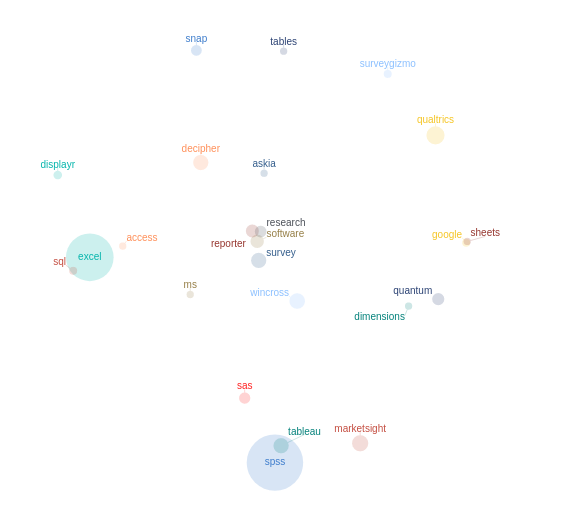 snap
tables
surveygizmo
qualtrics
decipher
askia
displayr
research
software
reporter
survey
access
google
sheets
excel
sql
ms
wincross
quantum
dimensions
sas
tableau
marketsight
spss